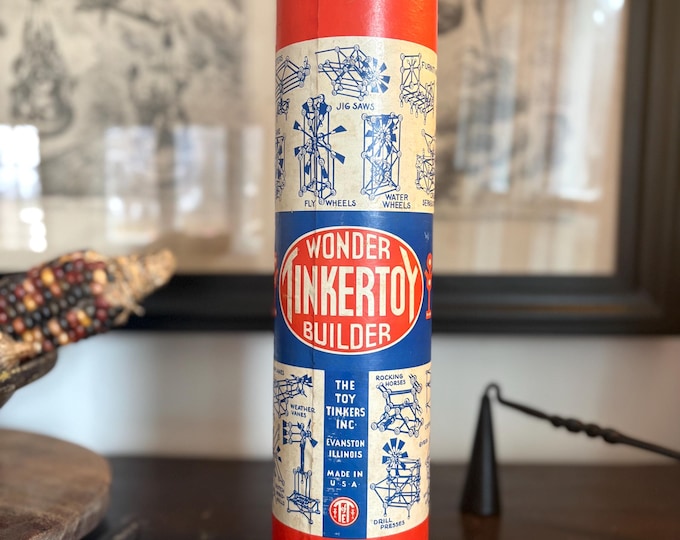 JIG SAWS
FLY WHEELS
WATER
WHEELS
WONDER
TINKERTOY
BUILDER
THE
TOY
TINKERS
INC.
EVANSTON
ILLINOIS
MADE IN
U.S.A.
WEATHER
VANES
ROCKING
HORSES
DRILL
PRESSES